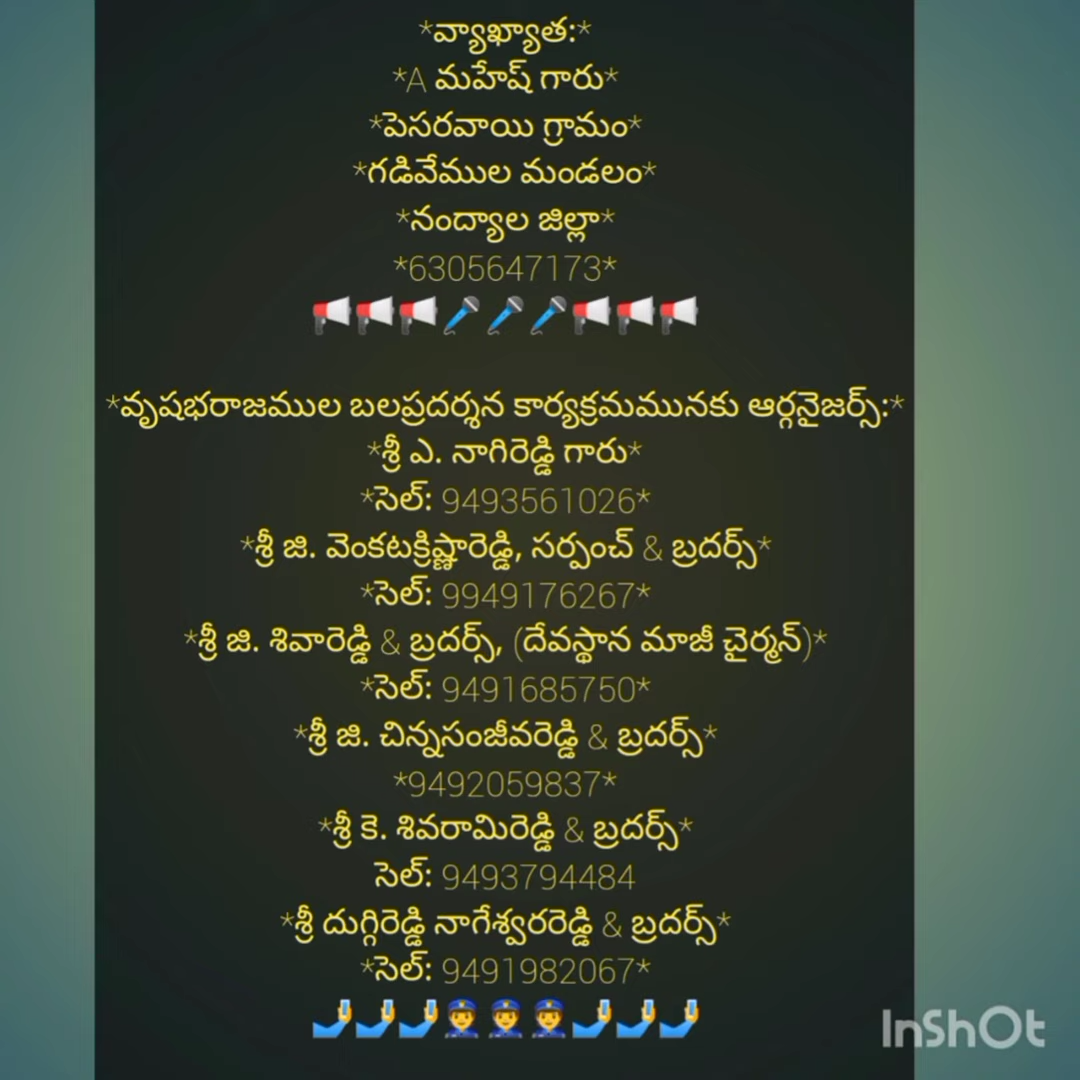 *వ్యాఖ్యాత:*
*A మహేష్ గారు*
*పెసరవాయి గ్రామం*
*గడివేముల మండలం*
*నంద్యాల జిల్లా*
*6305647173*
📢📢📢🎤🎤🎤📢📢📢
*వృషభరాజముల బలప్రదర్శన కార్యక్రమమునకు ఆర్గనైజర్స్:*
*శ్రీ ఎ. నాగిరెడ్డి గారు*
*సెల్: 9493561026*
*శ్రీ జి. వెంకటక్రిష్ణారెడ్డి, సర్పంచ్ & బ్రదర్స్*
*సెల్: 9949176267*
*శ్రీ జి. శివారెడ్డి & బ్రదర్స్, (దేవస్థాన మాజీ చైర్మన్)*
*సెల్: 9491685750*
*శ్రీ జి. చిన్నసంజీవరెడ్డి & బ్రదర్స్*
*9492059837*
*శ్రీ కె. శివరామిరెడ్డి & బ్రదర్స్*
సెల్: 9493794484
*శ్రీ దుగ్గిరెడ్డి నాగేశ్వరరెడ్డి & బ్రదర్స్*
*సెల్: 9491982067*
🤳🤳🤳👮👮👮🤳🤳🤳
InShOt